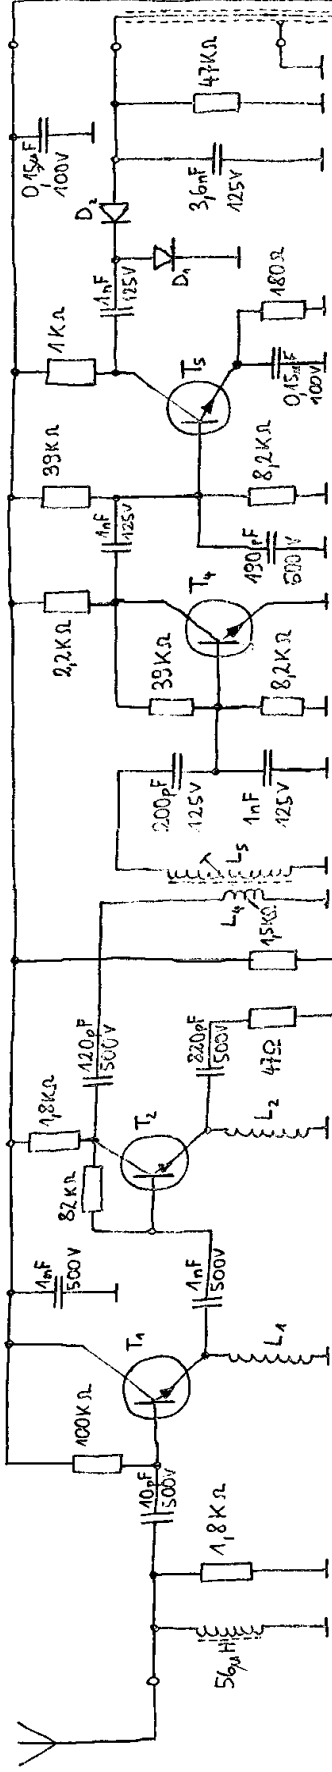 56µH
1,8KΩ
10pF
500V
100KΩ
T₁
L₁
1nF
500V
1nF
500V
82KΩ
1,8KΩ
T₂
120pF
500V
820pF
500V
L₂
47Ω
1,5KΩ
L₄
L₅
200pF
125V
1nF
125V
39KΩ
8,2KΩ
T₄
2,2KΩ
1nF
125V
190pF
600V
39KΩ
8,2KΩ
T₅
1KΩ
0,15µF
100V
180Ω
1nF
125V
D₁
D₂
0,15µF
100V
3,6nF
125V
47KΩ